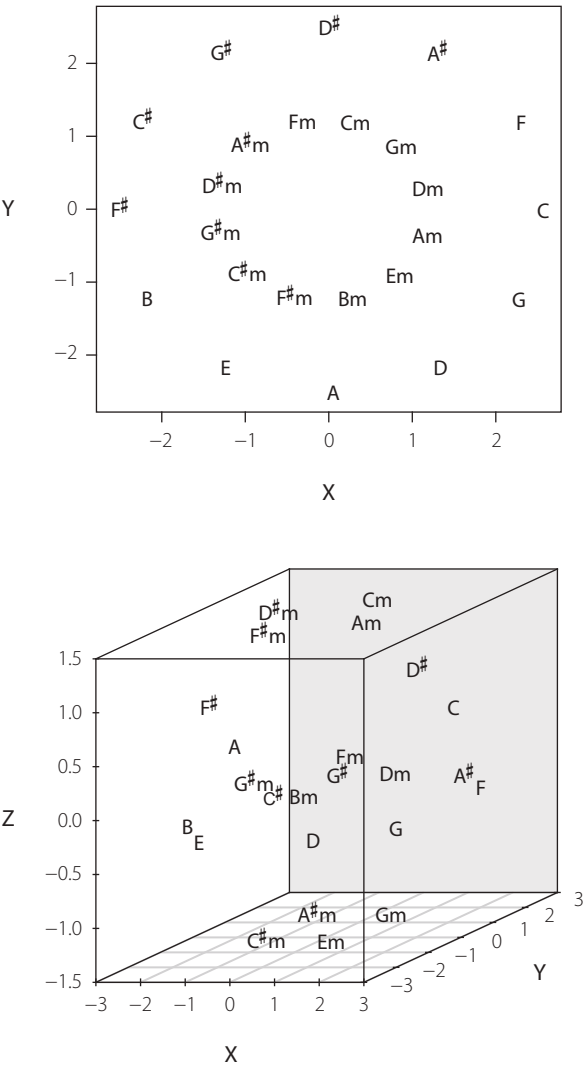 D♯
G♯ A♯
2
C♯ Fm Cm F
1 A♯m Gm
D♯m Dm
Y 0 F♯ C
G♯m Am
−1 C♯m Em
B F♯m Bm G
−2 E D
A
−2 −1 0 1 2
X
Cm
D♯m Am
F♯m
1.5 D♯
1.0 F♯ C
A
0.5 G♯m Fm G♯ Dm A♯ F
C♯ Bm
Z 0.0 B G
E D
−0.5
A♯m Gm 3
−1.0 C♯m Em 2
1
0
−1 Y
−2
−1.5 −3
−3 −2 −1 0 1 2 3
X